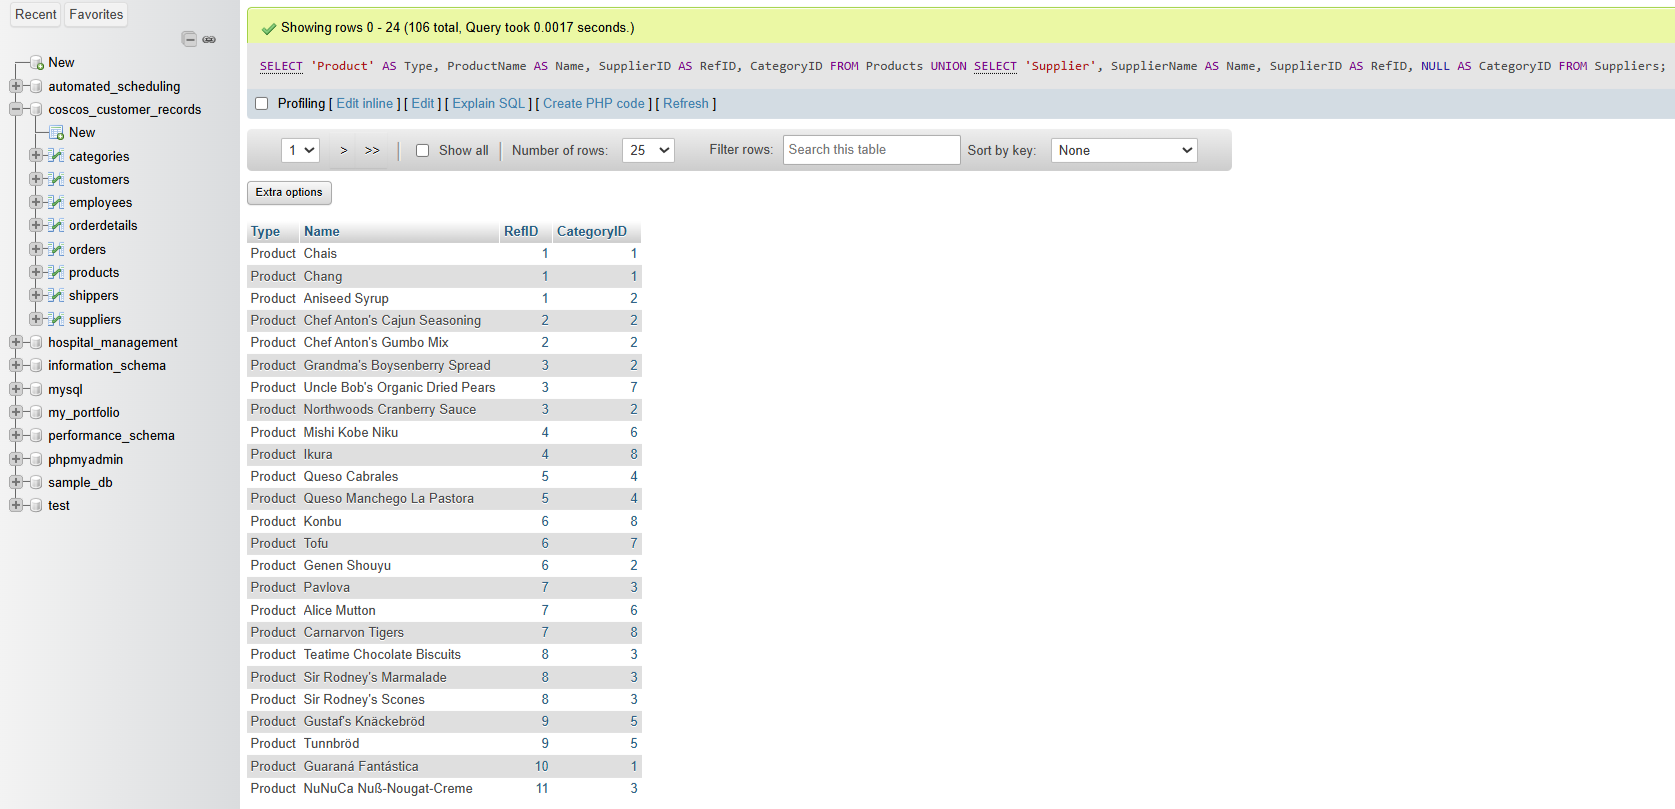 Recent Favorites
New
automated_scheduling
coscos_customer_records
New
categories
customers
employees
orderdetails
orders
products
shippers
suppliers
hospital_management
information_schema
mysql
my_portfolio
performance_schema
phpmyadmin
sample_db
test
Showing rows 0 - 24 (106 total, Query took 0.0017 seconds.)
SELECT 'Product' AS Type, ProductName AS Name, SupplierID AS RefID, CategoryID FROM Products UNION SELECT 'Supplier', SupplierName AS Name, SupplierID AS RefID, NULL AS CategoryID FROM Suppliers;
Profiling [ Edit inline ] [ Edit ] [ Explain SQL ] [ Create PHP code ] [ Refresh ]
1 > >> | Show all | Number of rows: 25 Filter rows: Search this table Sort by key: None
Extra options
Type Name RefID CategoryID
Product Chais 1 1
Product Chang 1 1
Product Aniseed Syrup 1 2
Product Chef Anton's Cajun Seasoning 2 2
Product Chef Anton's Gumbo Mix 2 2
Product Grandma's Boysenberry Spread 3 2
Product Uncle Bob's Organic Dried Pears 3 7
Product Northwoods Cranberry Sauce 3 2
Product Mishi Kobe Niku 4 6
Product Ikura 4 8
Product Queso Cabrales 5 4
Product Queso Manchego La Pastora 5 4
Product Konbu 6 8
Product Tofu 6 7
Product Genen Shouyu 6 2
Product Pavlova 7 3
Product Alice Mutton 7 6
Product Carnarvon Tigers 7 8
Product Teatime Chocolate Biscuits 8 3
Product Sir Rodney's Marmalade 8 3
Product Sir Rodney's Scones 8 3
Product Gustaf's Knäckebröd 9 5
Product Tunnbröd 9 5
Product Guaraná Fantástica 10 1
Product NuNuCa Nuß-Nougat-Creme 11 3